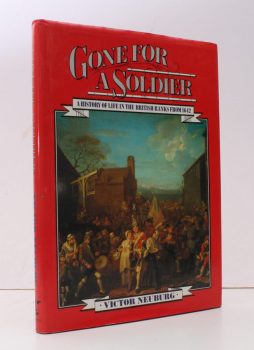 GONE FOR
A SOLDIER
A HISTORY OF LIFE IN THE BRITISH RANKS FROM 1642
· VICTOR NEUBURG ·